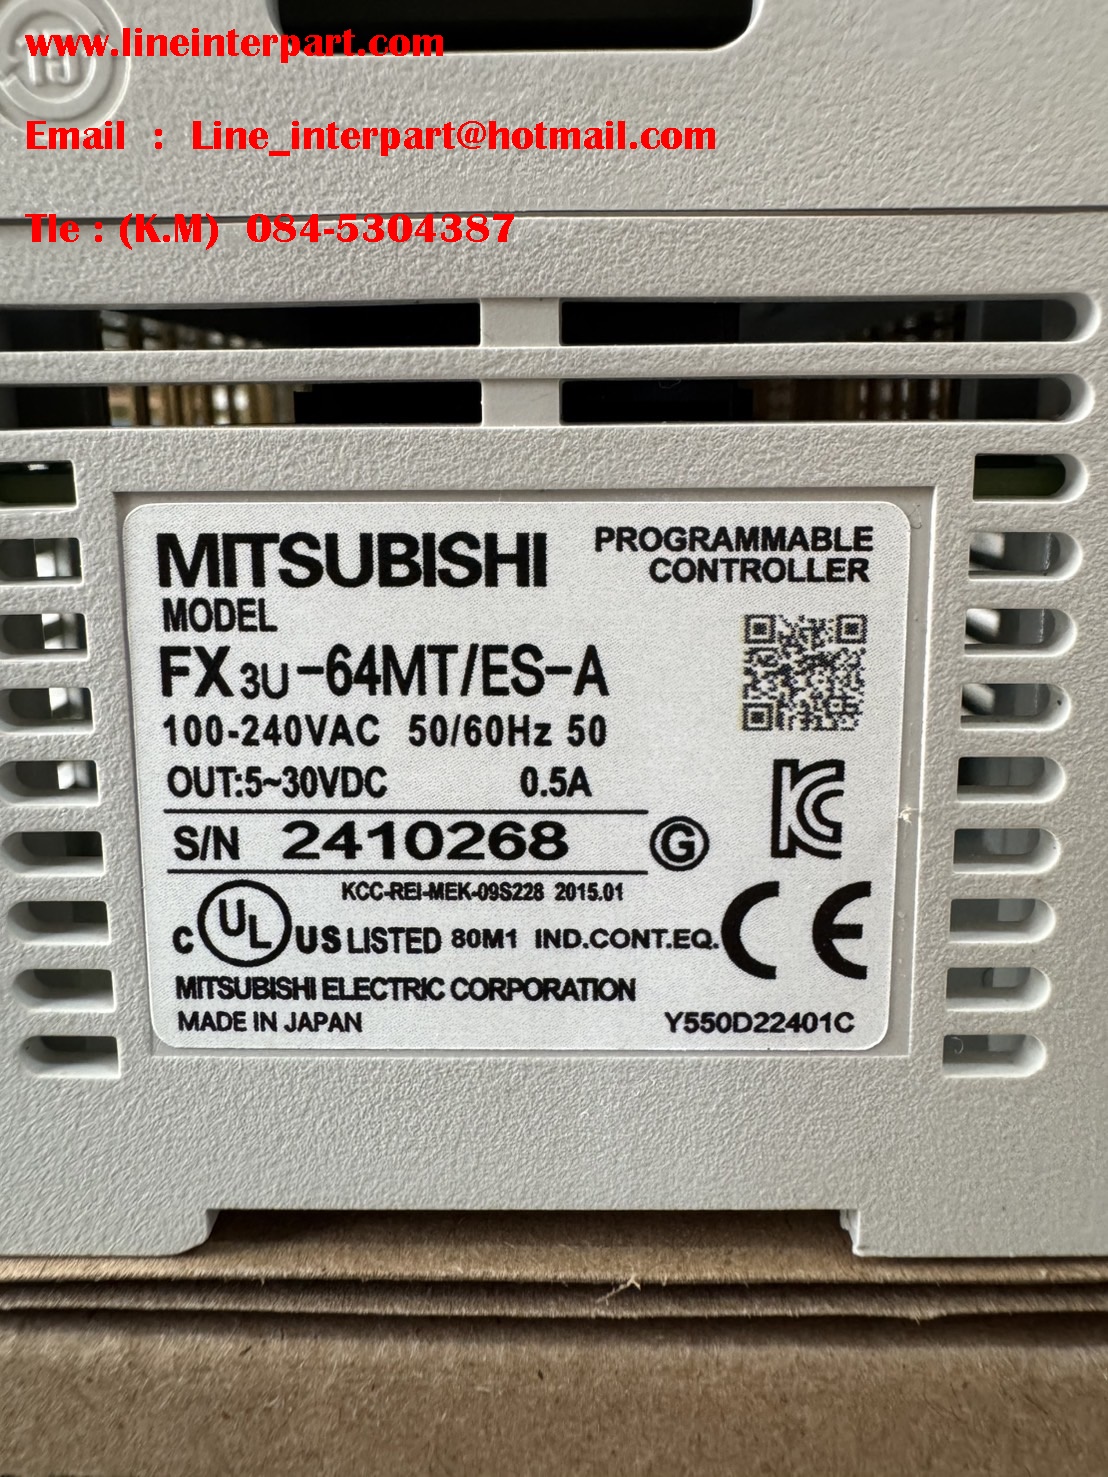 www.lineinterpart.com
Email : Line_interpart@hotmail.com
Tle : (K.M) 084-5304387
MITSUBISHI
PROGRAMMABLE
CONTROLLER
MODEL
FX3U-64MT/ES-A
100-240VAC 50/60Hz 50
OUT:5~30VDC 0.5A
S/N 2410268 G
KC
KCC-REI-MEK-09S228 2015.01
C UL US LISTED 80M1 IND.CONT.EQ. CE
MITSUBISHI ELECTRIC CORPORATION
MADE IN JAPAN Y550D22401C